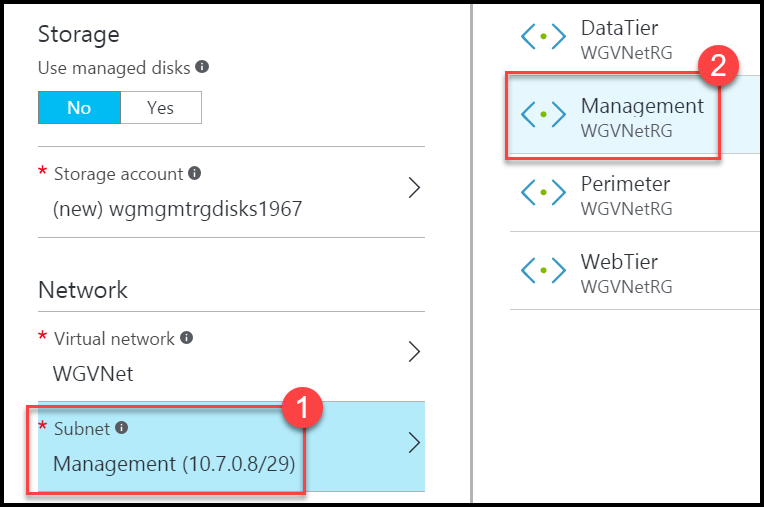 Storage
Use managed disks
No Yes
* Storage account
(new) wgmgmtrgdisks1967
Network
* Virtual network
WGVNet
1
* Subnet
Management (10.7.0.8/29)
DataTier
WGVNetRG
2
Management
WGVNetRG
Perimeter
WGVNetRG
WebTier
WGVNetRG